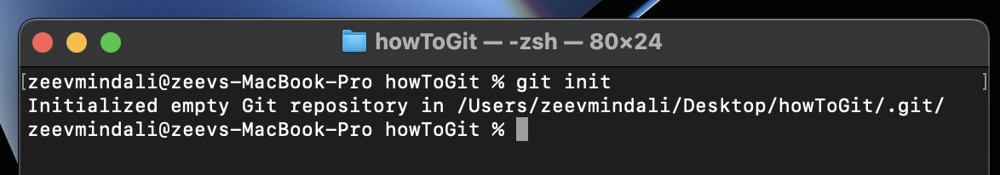 howToGit — -zsh — 80×24
[zeevmindali@zeevs-MacBook-Pro howToGit % git init ]
Initialized empty Git repository in /Users/zeevmindali/Desktop/howToGit/.git/
zeevmindali@zeevs-MacBook-Pro howToGit %